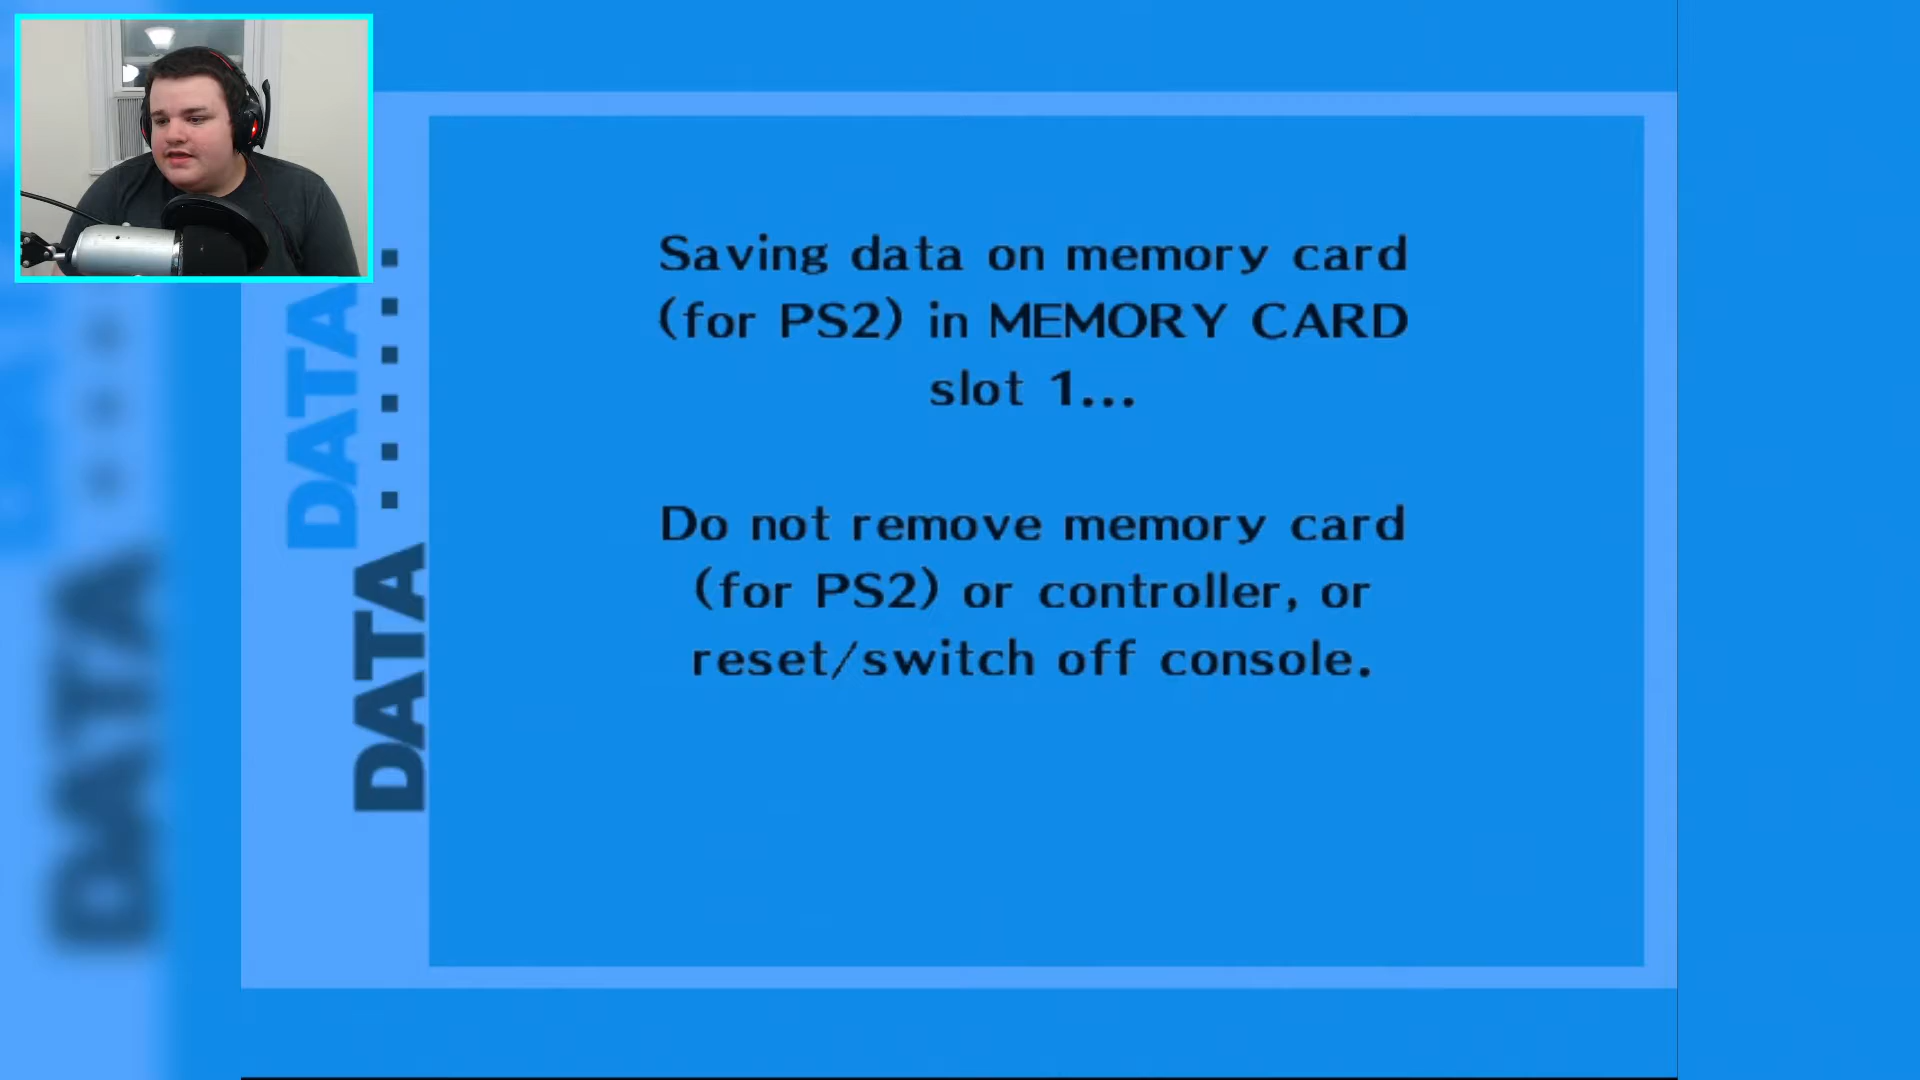 Saving data on memory card
(for PS2) in MEMORY CARD
slot 1...
Do not remove memory card
(for PS2) or controller, or
reset/switch off console.
DATA
DATA ......
DATA